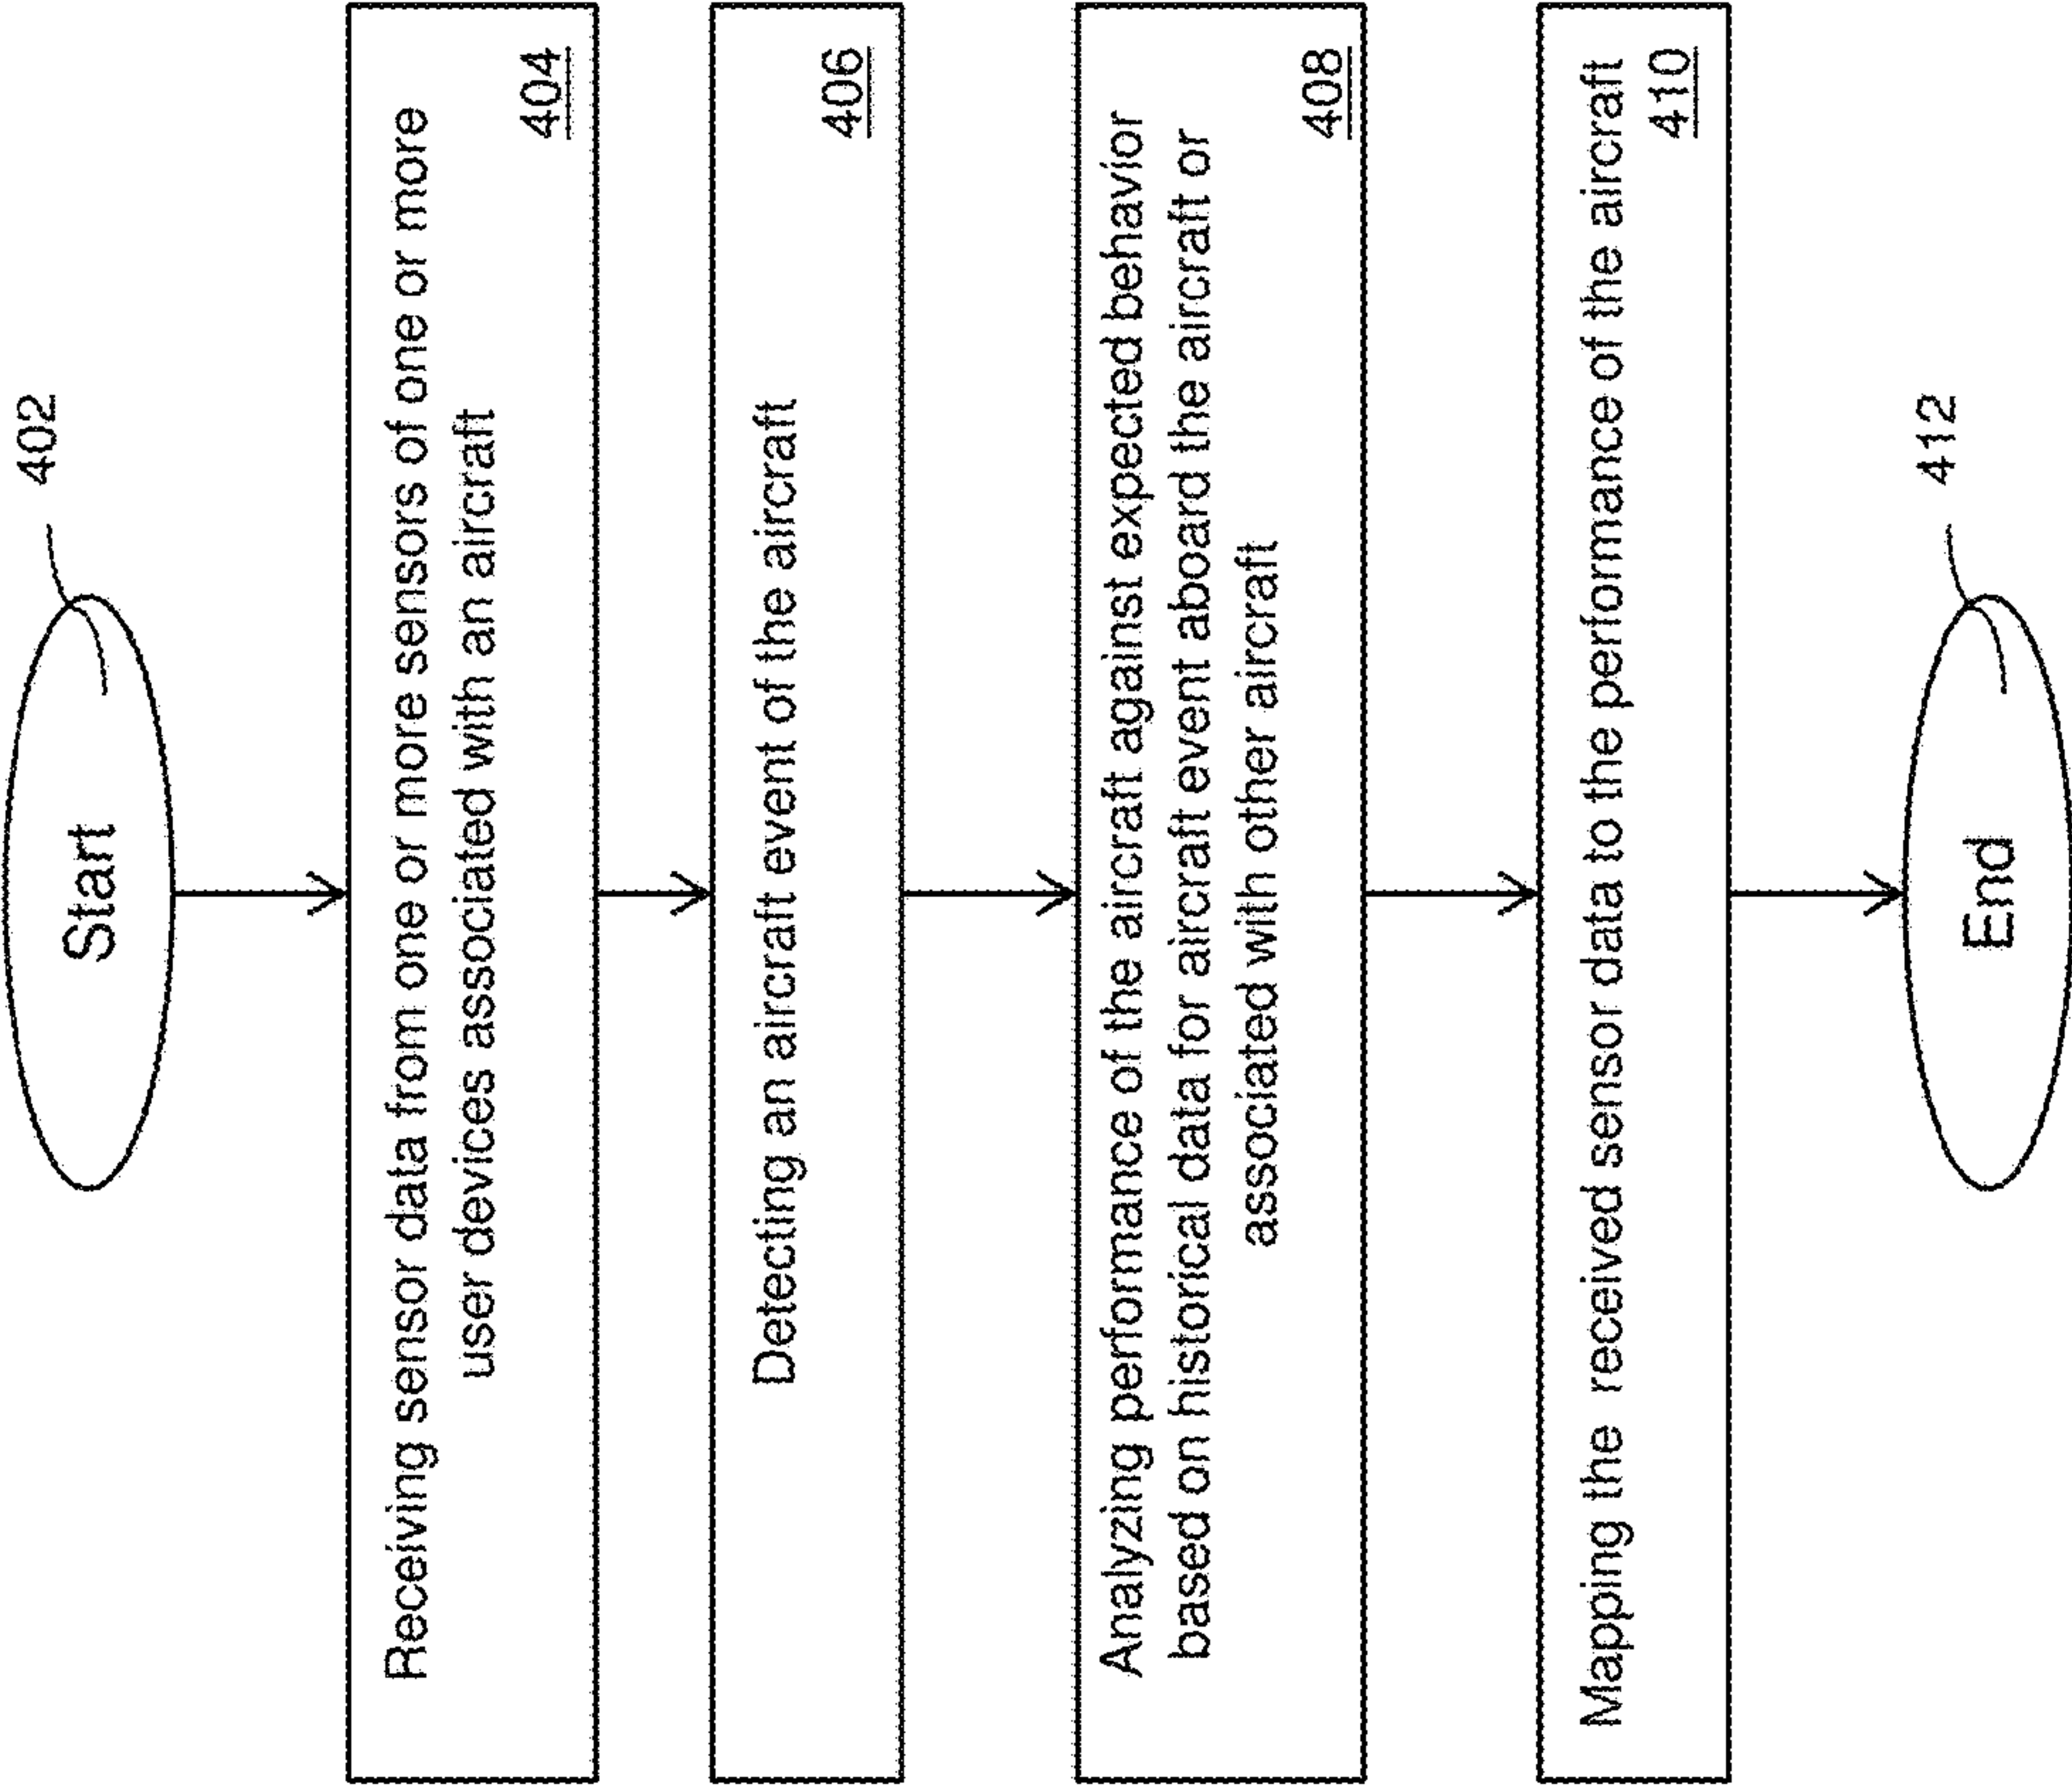 402
Start
Receiving sensor data from one or more sensors of one or more
user devices associated with an aircraft
404
Detecting an aircraft event of the aircraft
406
Analyzing performance of the aircraft against expected behavior
based on historical data for aircraft event aboard the aircraft or
associated with other aircraft
408
Mapping the received sensor data to the performance of the aircraft
410
412
End